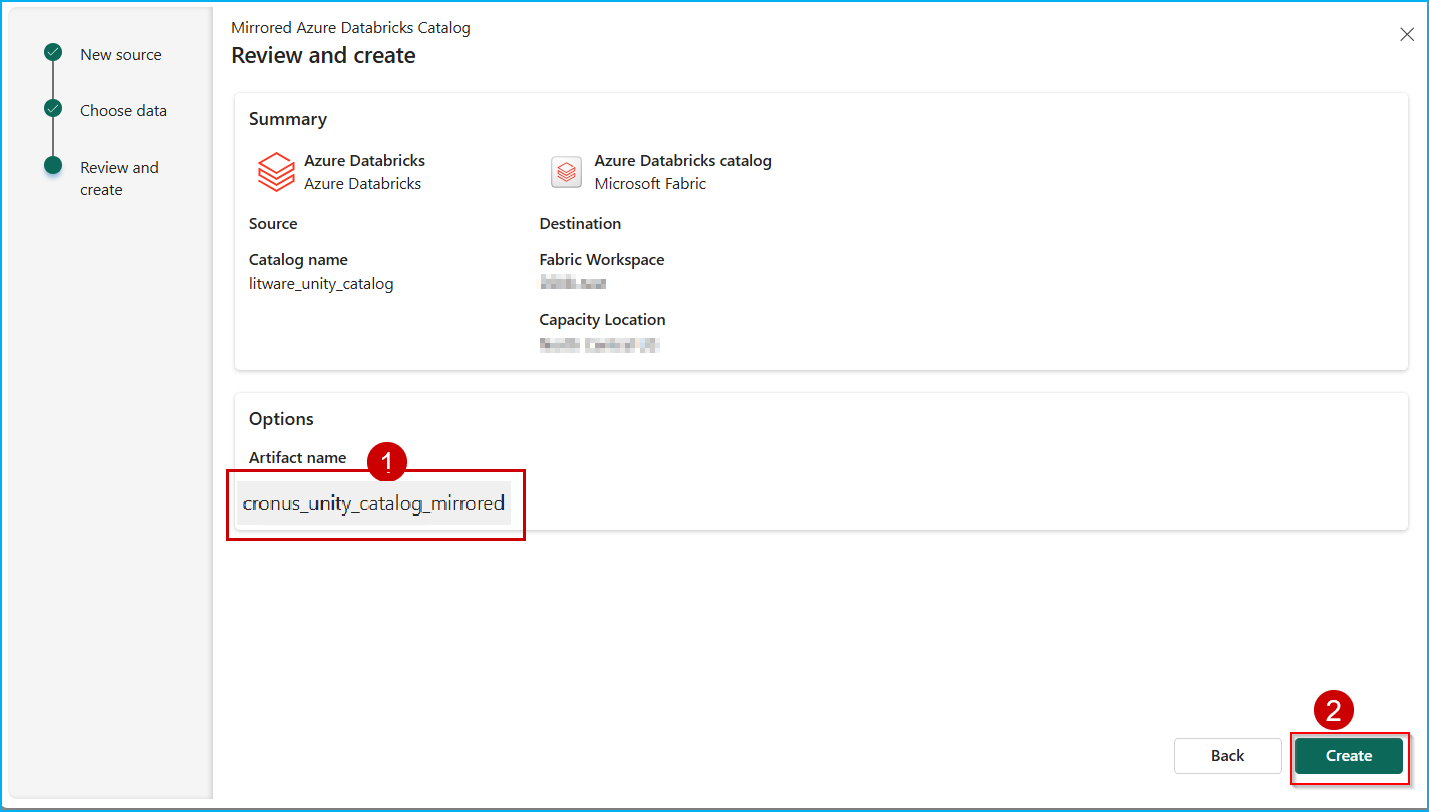 New source
Choose data
Review and
create
Mirrored Azure Databricks Catalog
Review and create
Summary
Azure Databricks
Azure Databricks
Azure Databricks catalog
Microsoft Fabric
Source
Destination
Catalog name
litware_unity_catalog
Fabric Workspace
Capacity Location
Options
Artifact name
1
cronus_unity_catalog_mirrored
2
Back
Create